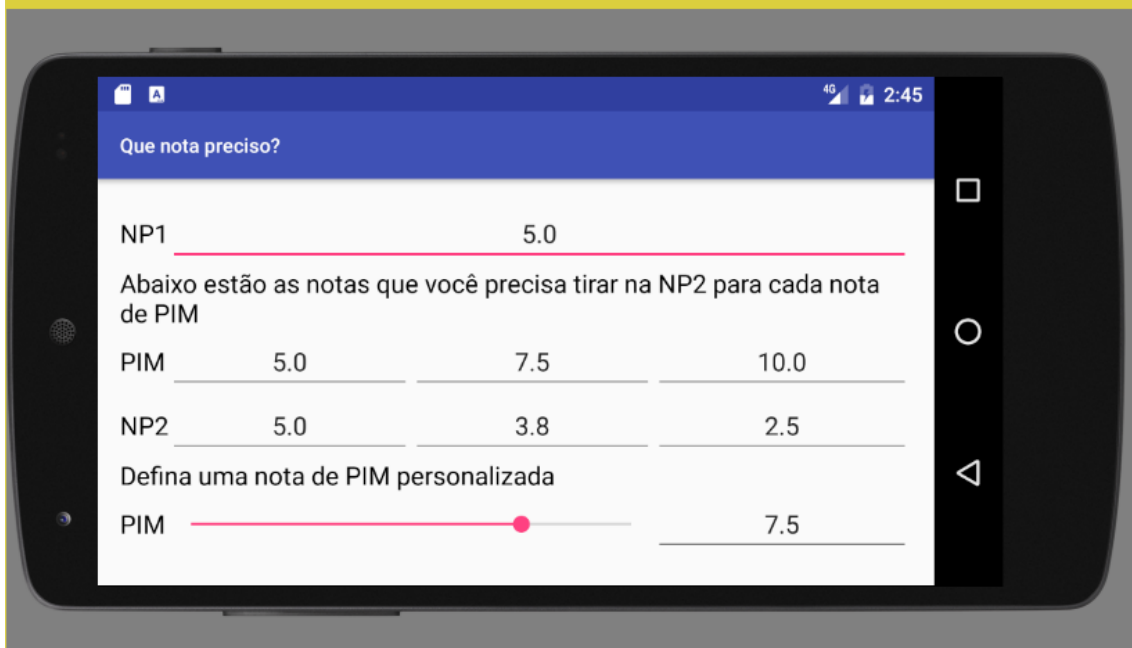 4G 2:45
Que nota preciso?
NP1 5.0
Abaixo estão as notas que você precisa tirar na NP2 para cada nota
de PIM
PIM 5.0 7.5 10.0
NP2 5.0 3.8 2.5
Defina uma nota de PIM personalizada
PIM 7.5